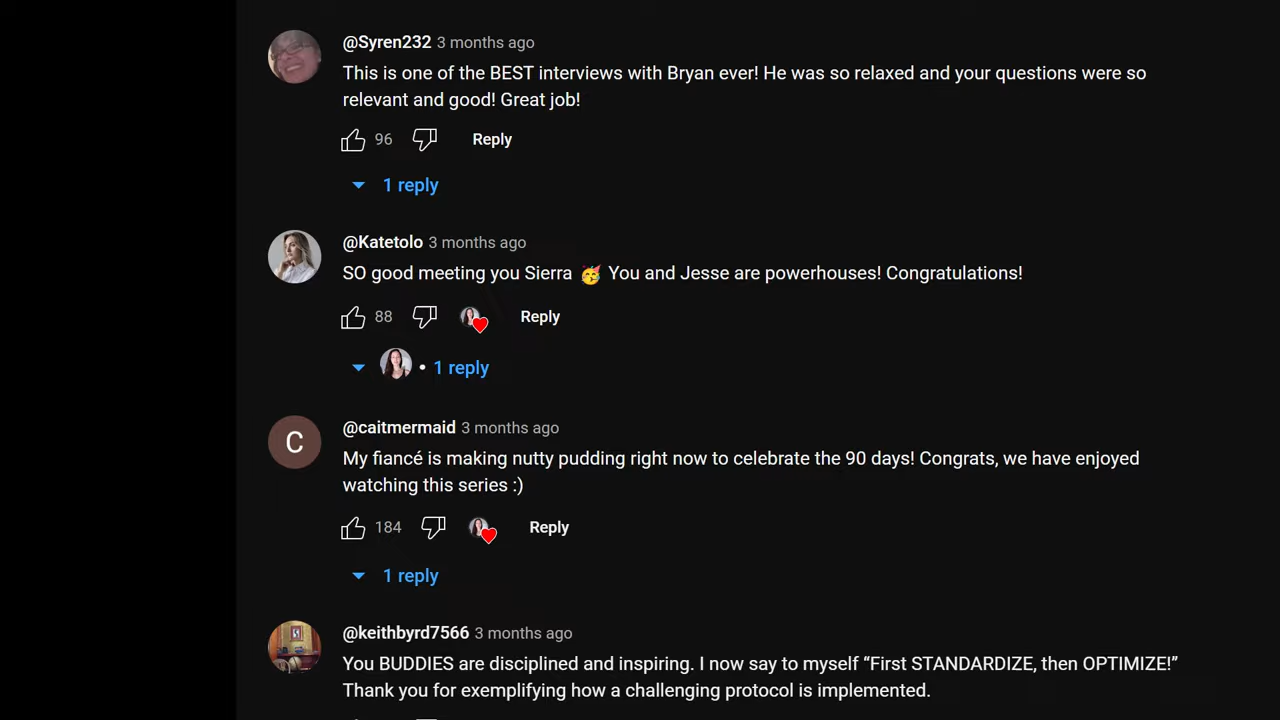 @Syren232 3 months ago
This is one of the BEST interviews with Bryan ever! He was so relaxed and your questions were so
relevant and good! Great job!
96 Reply
1 reply
@Katetolo 3 months ago
SO good meeting you Sierra 🥳 You and Jesse are powerhouses! Congratulations!
88 Reply
• 1 reply
C
@caitmermaid 3 months ago
My fiancé is making nutty pudding right now to celebrate the 90 days! Congrats, we have enjoyed
watching this series :)
184 Reply
1 reply
@keithbyrd7566 3 months ago
You BUDDIES are disciplined and inspiring. I now say to myself “First STANDARDIZE, then OPTIMIZE!”
Thank you for exemplifying how a challenging protocol is implemented.